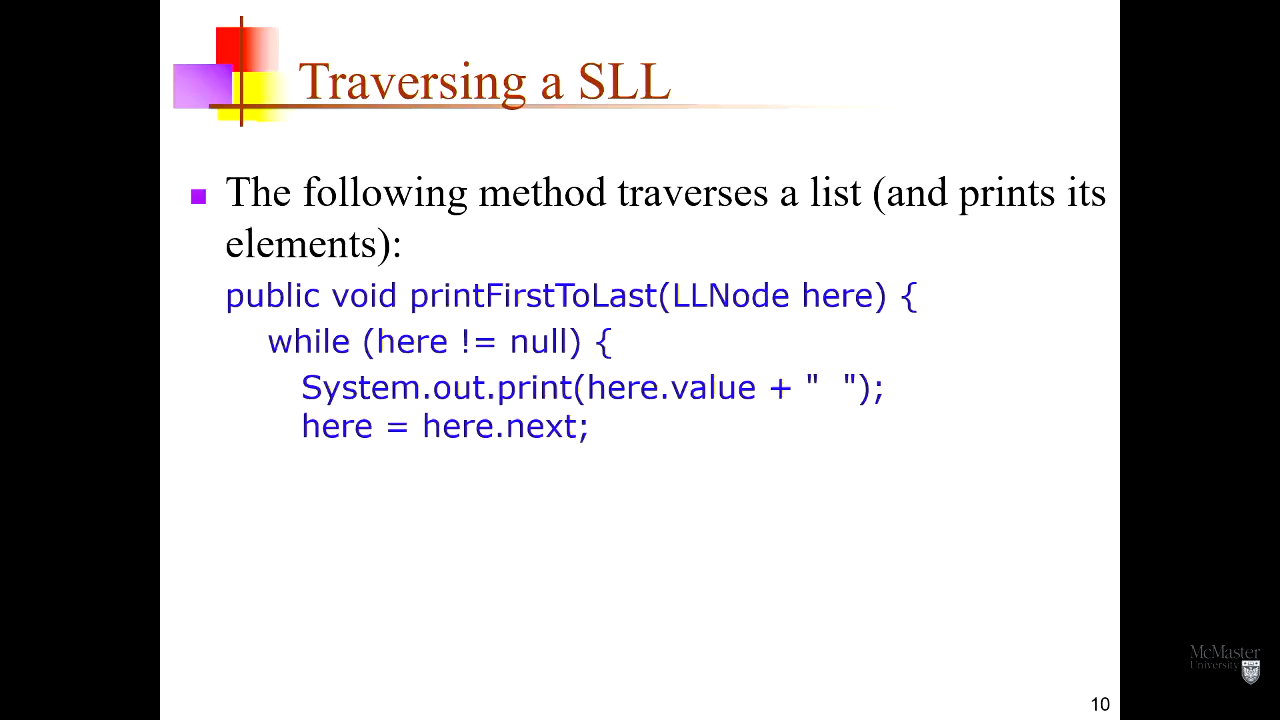 Traversing a SLL
The following method traverses a list (and prints its
elements):
public void printFirstToLast(LLNode here) {
while (here != null) {
System.out.print(here.value + "  ");
here = here.next;
McMaster
University
10